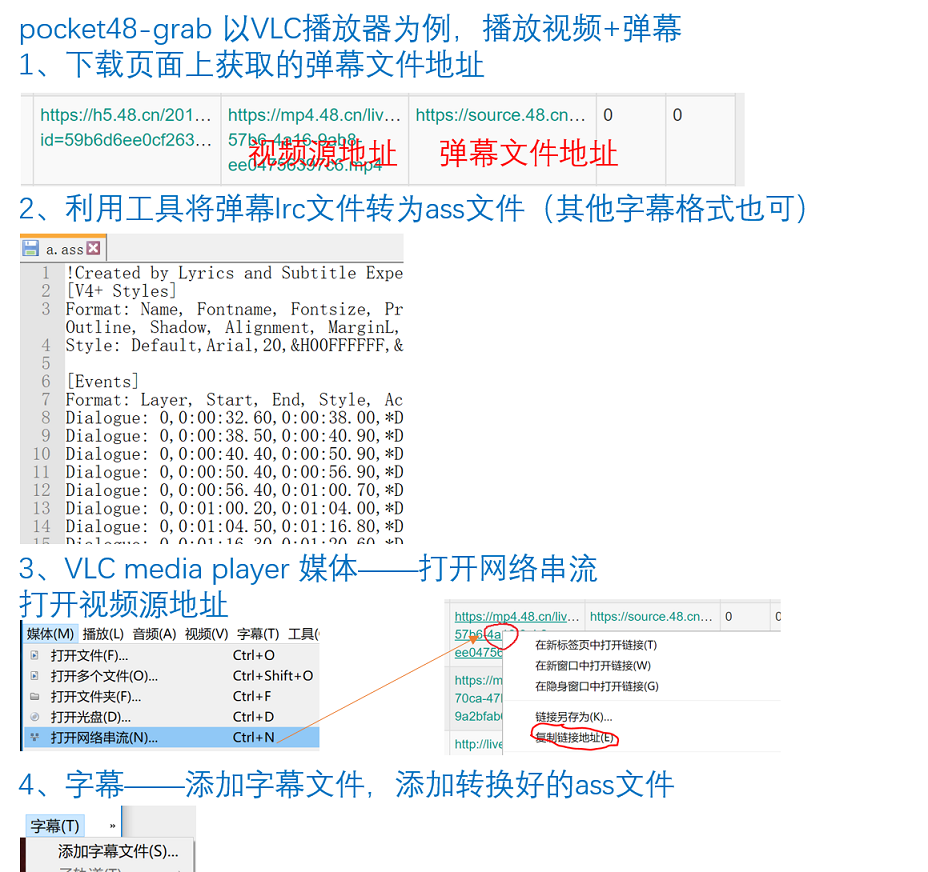 pocket48-grab 以VLC播放器为例，播放视频+弹幕
1、下载页面上获取的弹幕文件地址
https://h5.48.cn/201... https://mp4.48.cn/liv... https://source.48.cn... 0 0
id=59b6d6ee0cf263... 57b6-4a16-9ab8-
视频源地址 弹幕文件地址
ee04756397c6.mp4
2、利用工具将弹幕lrc文件转为ass文件（其他字幕格式也可）
a.ass
1 !Created by Lyrics and Subtitle Expe
2 [V4+ Styles]
3 Format: Name, Fontname, Fontsize, Pr
Outline, Shadow, Alignment, MarginL,
4 Style: Default,Arial,20,&H00FFFFFF,&
5
6 [Events]
7 Format: Layer, Start, End, Style, Ac
8 Dialogue: 0,0:00:32.60,0:00:38.00,*D
9 Dialogue: 0,0:00:38.50,0:00:40.90,*D
10 Dialogue: 0,0:00:40.40,0:00:50.90,*D
11 Dialogue: 0,0:00:50.40,0:00:56.90,*D
12 Dialogue: 0,0:00:56.40,0:01:00.70,*D
13 Dialogue: 0,0:01:00.20,0:01:04.00,*D
14 Dialogue: 0,0:01:04.50,0:01:16.80,*D
15 Dialogue: 0,0:01:16.30,0:01:20.60,*D
3、VLC media player 媒体——打开网络串流
打开视频源地址
媒体(M) 播放(L) 音频(A) 视频(V) 字幕(T) 工具(
打开文件(F)... Ctrl+O
打开多个文件(O)... Ctrl+Shift+O
打开文件夹(F)... Ctrl+F
打开光盘(D)... Ctrl+D
打开网络串流(N)... Ctrl+N
https://mp4.48.cn/liv... https://source.48.cn... 0 0
57b6-4a
ee0475
在新标签页中打开链接(T)
在新窗口中打开链接(W)
在隐身窗口中打开链接(G)
https://m
70ca-47
9a2bfab
链接另存为(K)...
复制链接地址(E)
http://live
4、字幕——添加字幕文件，添加转换好的ass文件
字幕(T) »
添加字幕文件(S)...